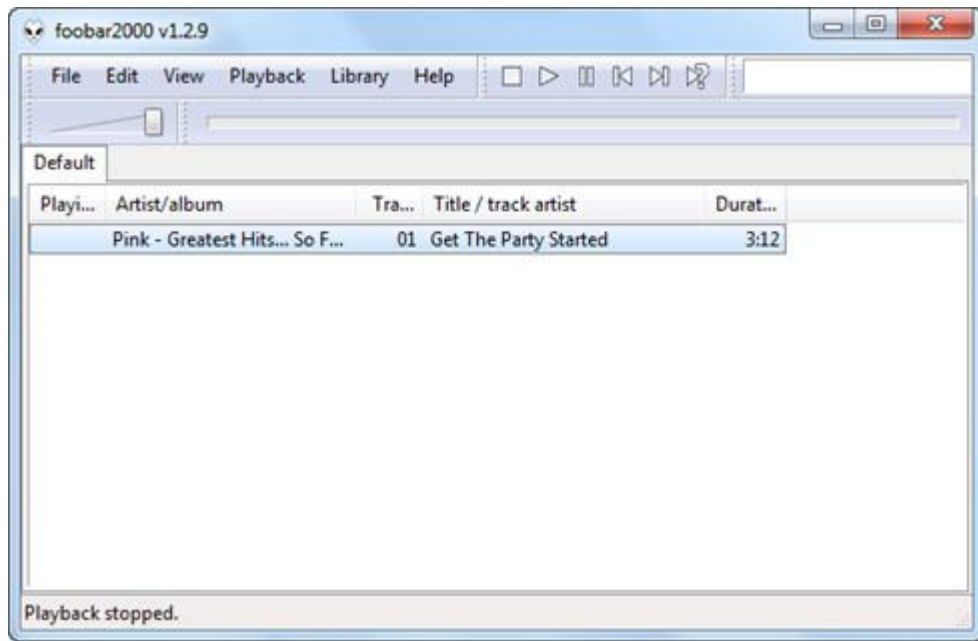 foobar2000 v1.2.9
File Edit View Playback Library Help
Default
Playi... Artist/album Tra... Title / track artist Durat...
Pink - Greatest Hits... So F... 01 Get The Party Started 3:12
Playback stopped.